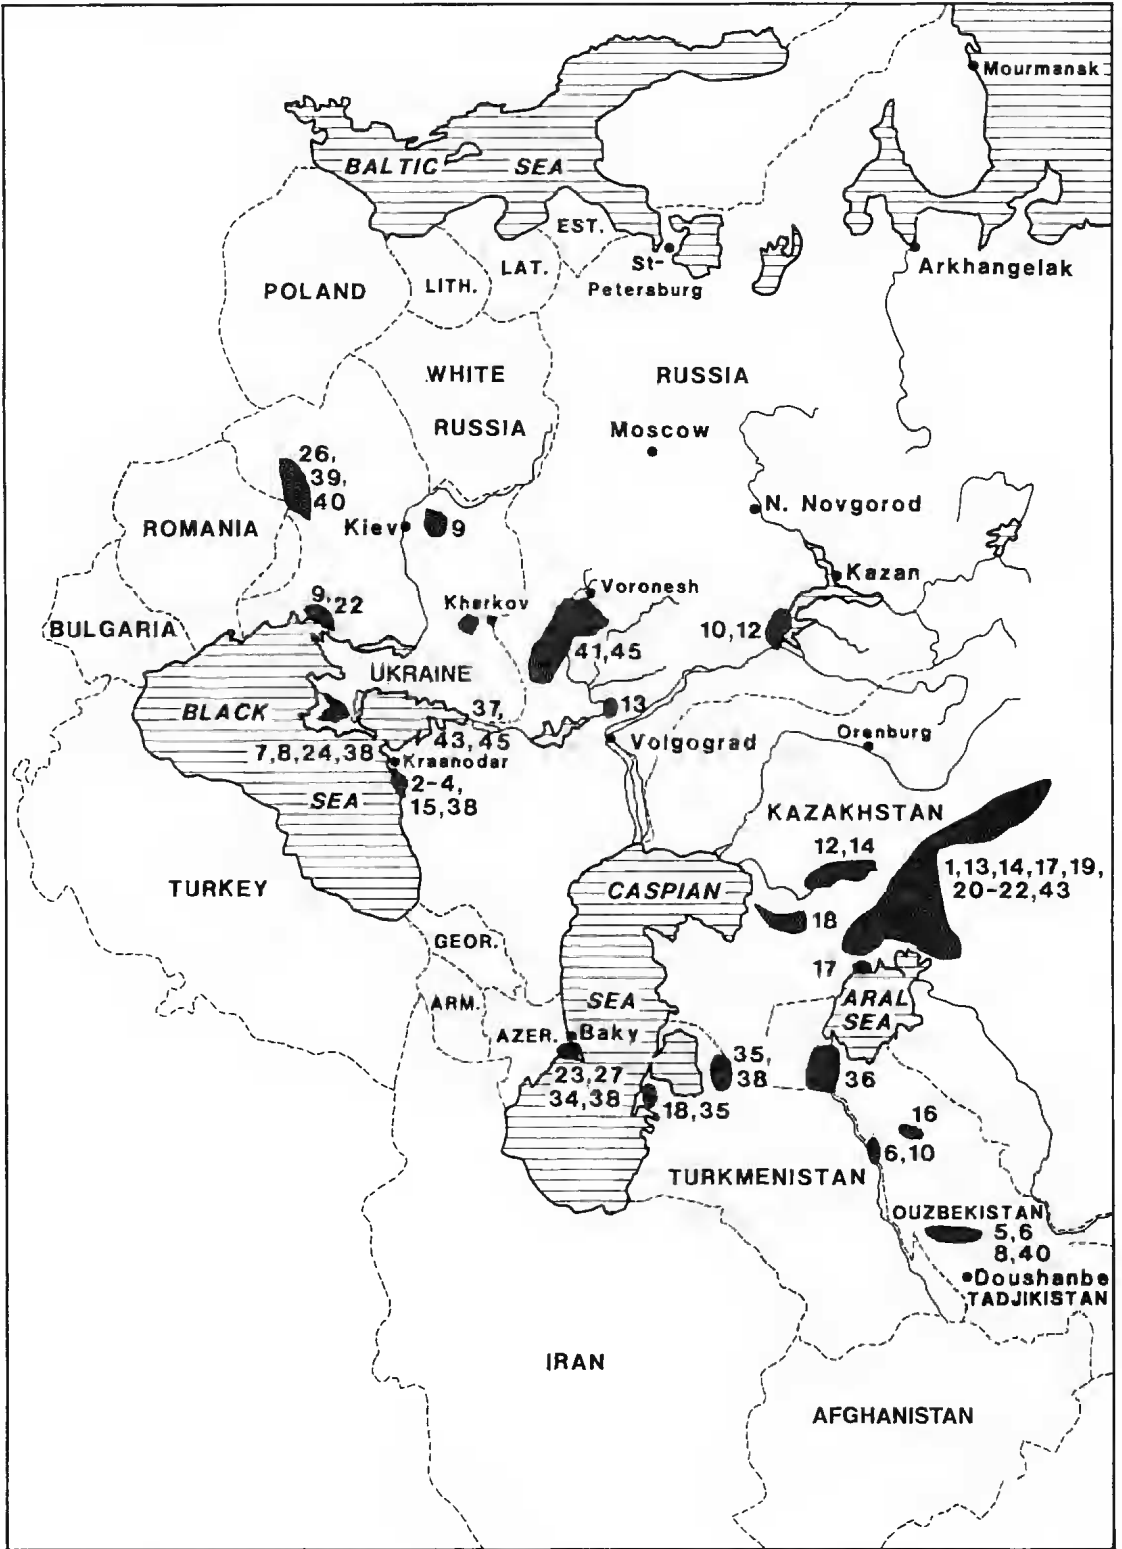 Mourmansk
BALTIC SEA
EST.
St-
Petersburg
LAT.
LITH.
POLAND
Arkhangelak
WHITE
RUSSIA
RUSSIA
Moscow
26,
39,
40
ROMANIA
Kiev
9
N. Novgorod
Kazan
9,22
Kharkov
Voronesh
BULGARIA
10,12
41,45
UKRAINE
BLACK
SEA
37,
43,45
13
Volgograd
Orenburg
7,8,24,38
Kraanodar
2-4,
15,38
KAZAKHSTAN
12,14
1,13,14,17,19,
20-22,43
TURKEY
CASPIAN
SEA
18
GEOR.
17
ARM.
ARAL
SEA
AZER.
Baky
23,27
34,38
35,
38
36
18,35
16
6,10
TURKMENISTAN
OUZBEKISTAN
5,6
8,40
Doushanbe
TADJIKISTAN
IRAN
AFGHANISTAN